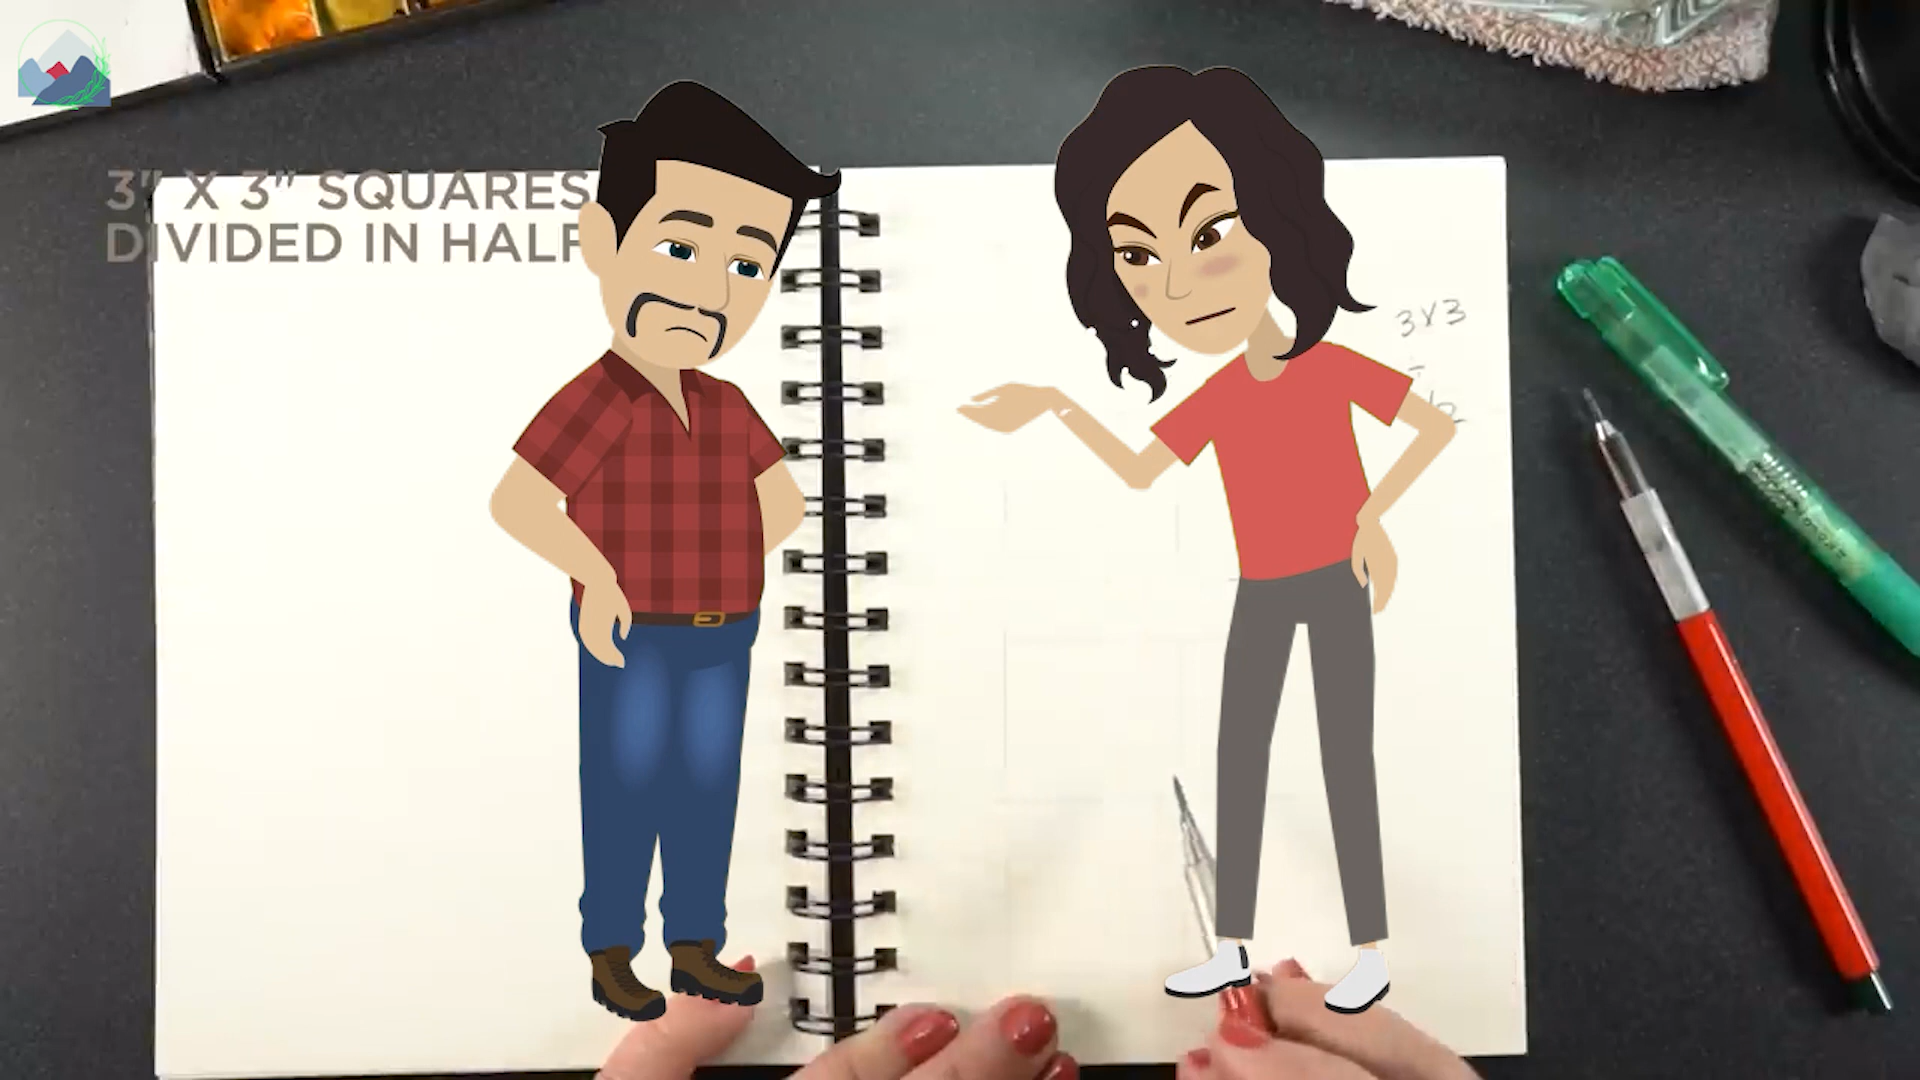 3" X 3" SQUARES
DIVIDED IN HALF
3x3